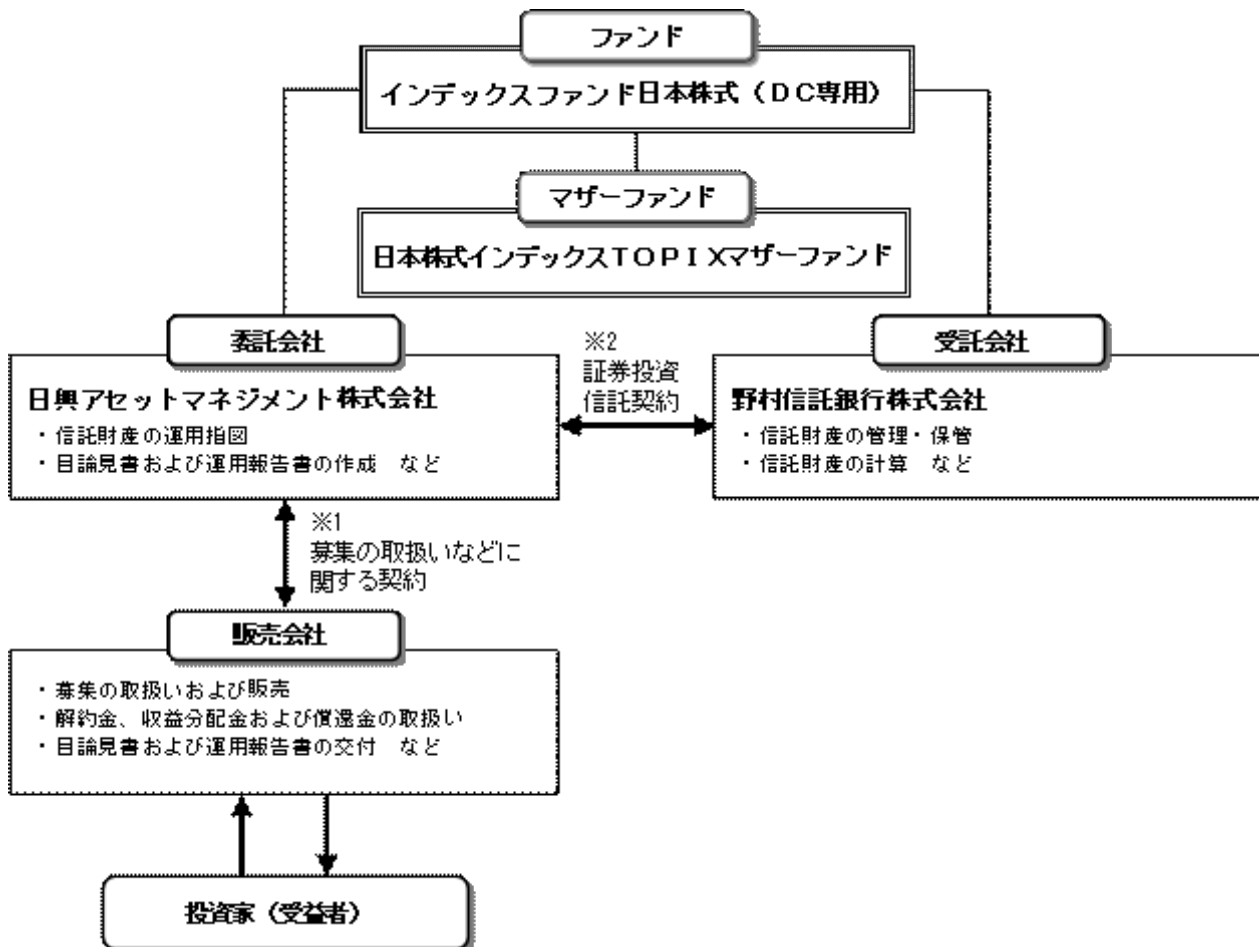 ファンド
インデックスファンド日本株式（ＤＣ専用）
マザーファンド
日本株式インデックスＴＯＰＩＸマザーファンド
委託会社
日興アセットマネジメント株式会社
・信託財産の運用指図
・目論見書および運用報告書の作成　など
※2
証券投資
信託契約
受託会社
野村信託銀行株式会社
・信託財産の管理・保管
・信託財産の計算　など
※1
募集の取扱いなどに
関する契約
販売会社
・募集の取扱いおよび販売
・解約金、収益分配金および償還金の取扱い
・目論見書および運用報告書の交付　など
投資家（受益者）